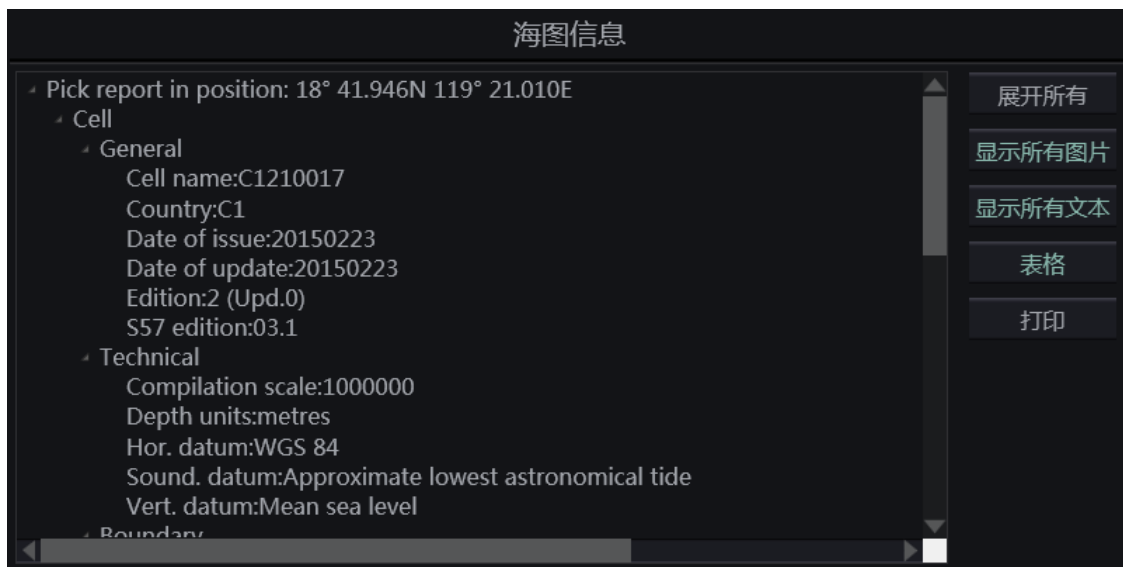 海图信息
Pick report in position: 18° 41.946N 119° 21.010E
Cell
General
Cell name:C1210017
Country:C1
Date of issue:20150223
Date of update:20150223
Edition:2 (Upd.0)
S57 edition:03.1
Technical
Compilation scale:1000000
Depth units:metres
Hor. datum:WGS 84
Sound. datum:Approximate lowest astronomical tide
Vert. datum:Mean sea level
Boundary
展开所有
显示所有图片
显示所有文本
表格
打印